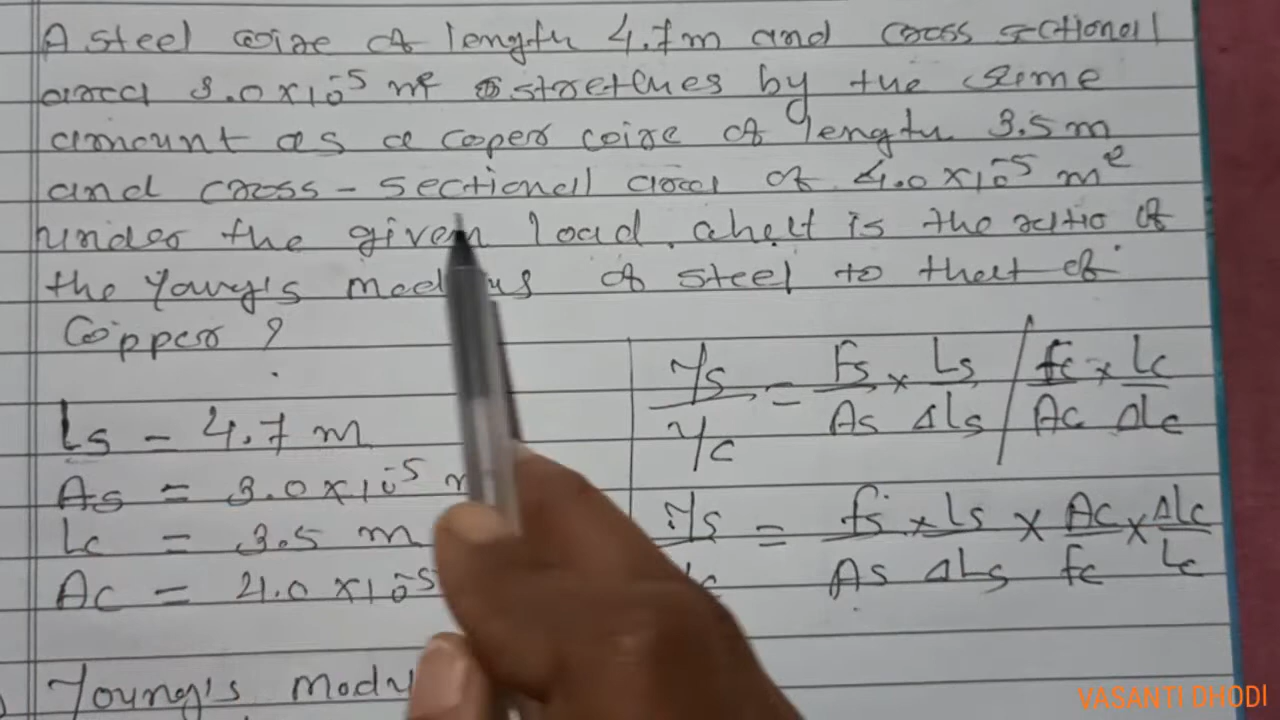 A steel wire of length 4.7m and cross sectional
area 3.0×10⁻⁵ m² stretches by the same
amount as a coper wire of length 3.5m
and cross - sectional area of 4.0×10⁻⁵ m²
under the given load. what is the ratio of
the Young's modus of steel to that of
Copper ?
Ls - 4.7 m
As = 3.0×10⁻⁵
Lc = 3.5 m
Ac = 4.0×10⁻⁵
Ys/Yc = Fs/As × Ls/ΔLs / Fc/Ac × Lc/ΔLc
Ys = fs/As × Ls/ΔLs × Ac/fc × ΔLc/Lc
Young's modu
VASANTI DHODI